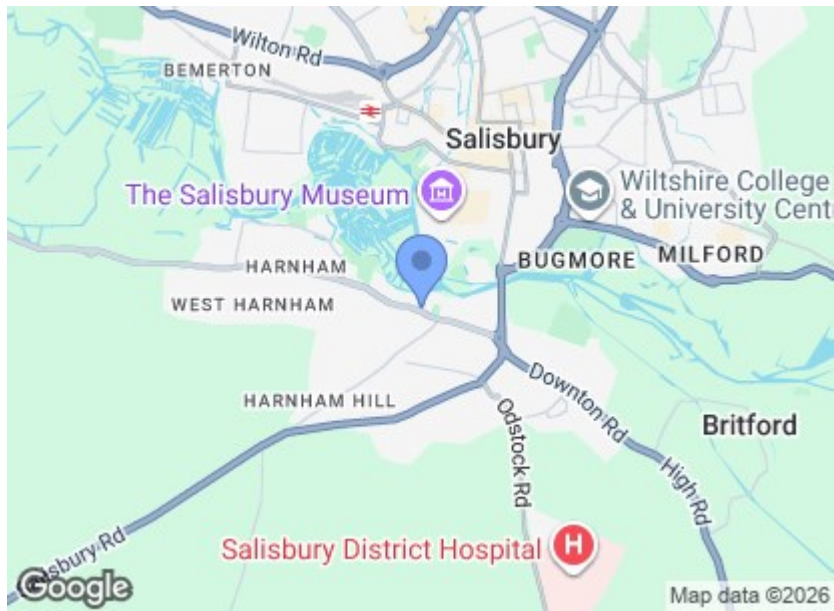 Wilton Rd
BEMERTON
Salisbury
The Salisbury Museum
Wiltshire College
& University Cent
HARNHAM
BUGMORE
MILFORD
WEST HARNHAM
HARNHAM HILL
Downton Rd
Odstock Rd
Britford
High Rd
Salisbury District Hospital
H
Salisbury Rd
Google
Map data ©2026